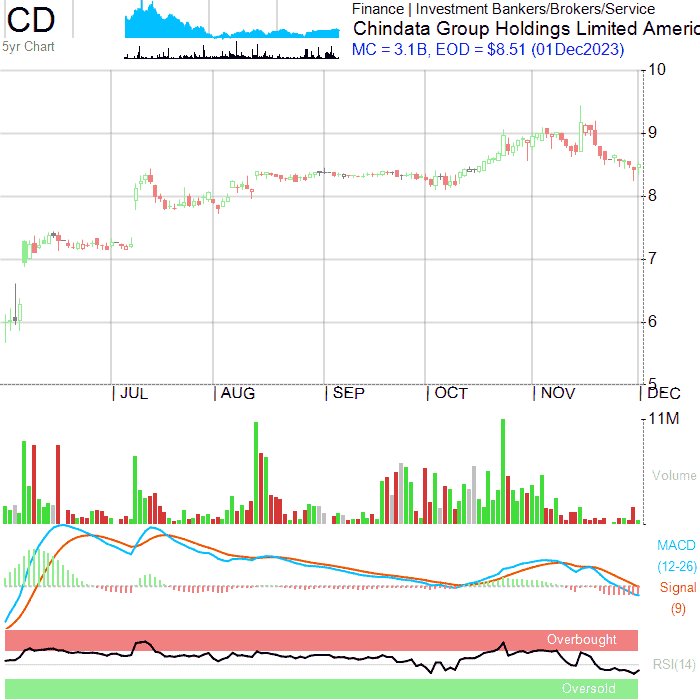 CD
5yr Chart
Finance | Investment Bankers/Brokers/Service
Chindata Group Holdings Limited Americ
MC = 3.1B, EOD = $8.51 (01Dec2023)
10
9
8
7
6
5
JUL AUG SEP OCT NOV DEC
11M
Volume
MACD
(12-26)
Signal
(9)
Overbought
RSI(14)
Oversold